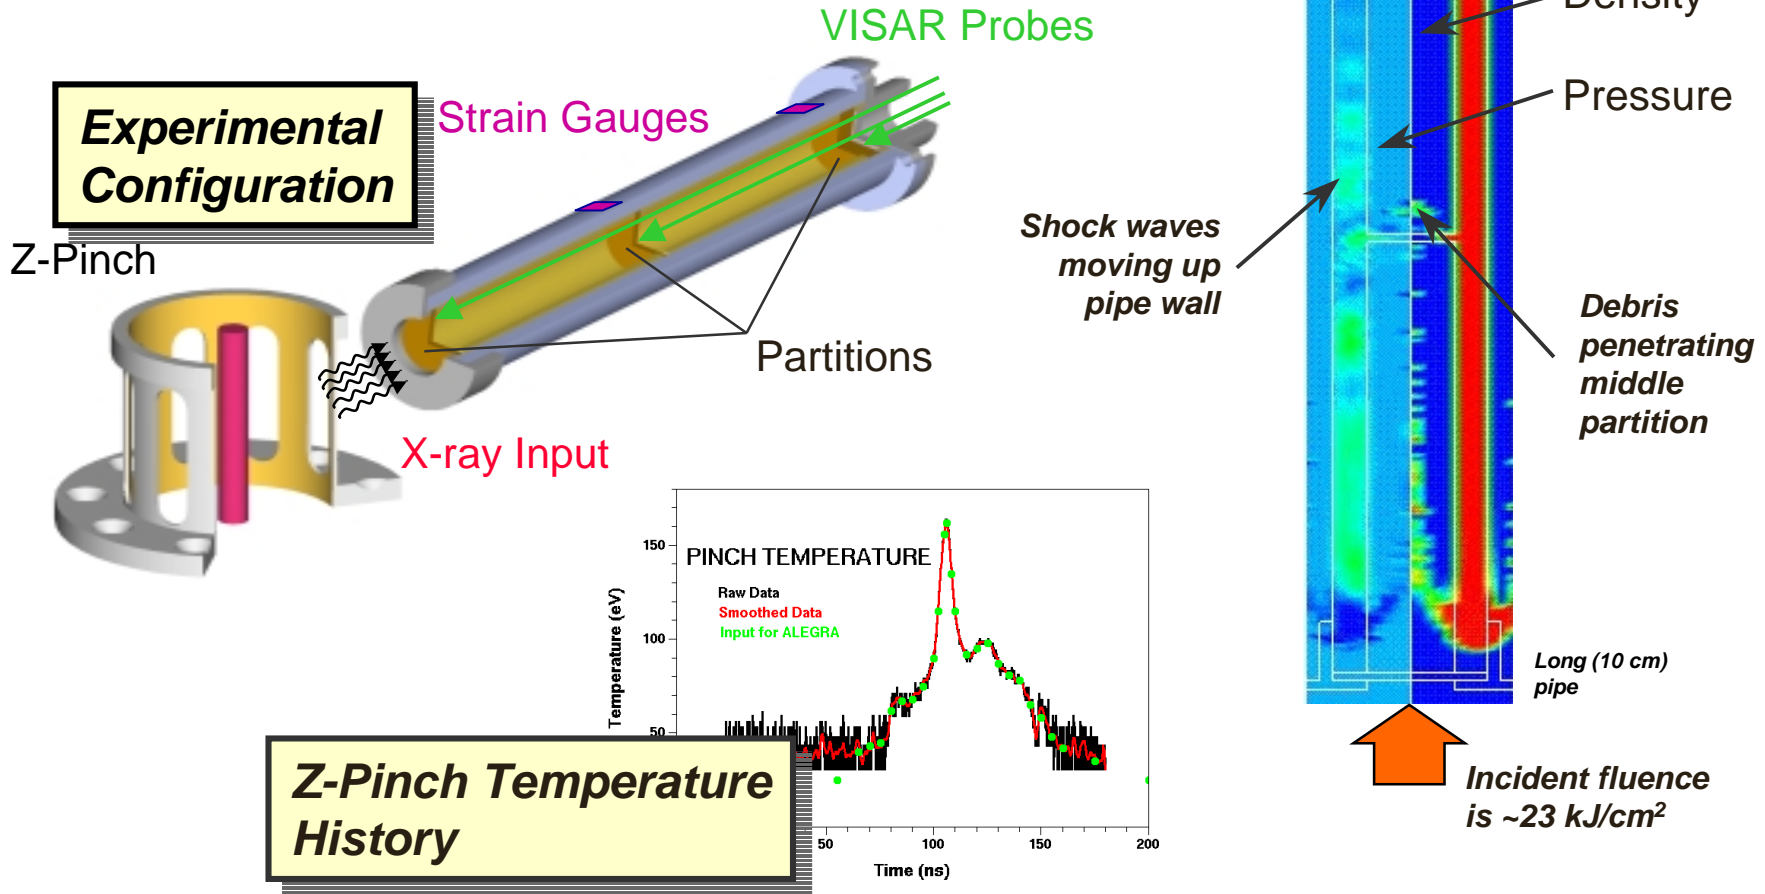 VISAR Probes
Density
Experimental
Configuration
Strain Gauges
Pressure
Z-Pinch
Shock waves
moving up
pipe wall
Partitions
Debris
penetrating
middle
partition
X-ray Input
PINCH TEMPERATURE
Raw Data
Smoothed Data
Input for ALEGRA
Temperature (eV)
150
100
50
Long (10 cm)
pipe
Z-Pinch Temperature
History
Incident fluence
is ~23 kJ/cm²
50
100
150
200
Time (ns)